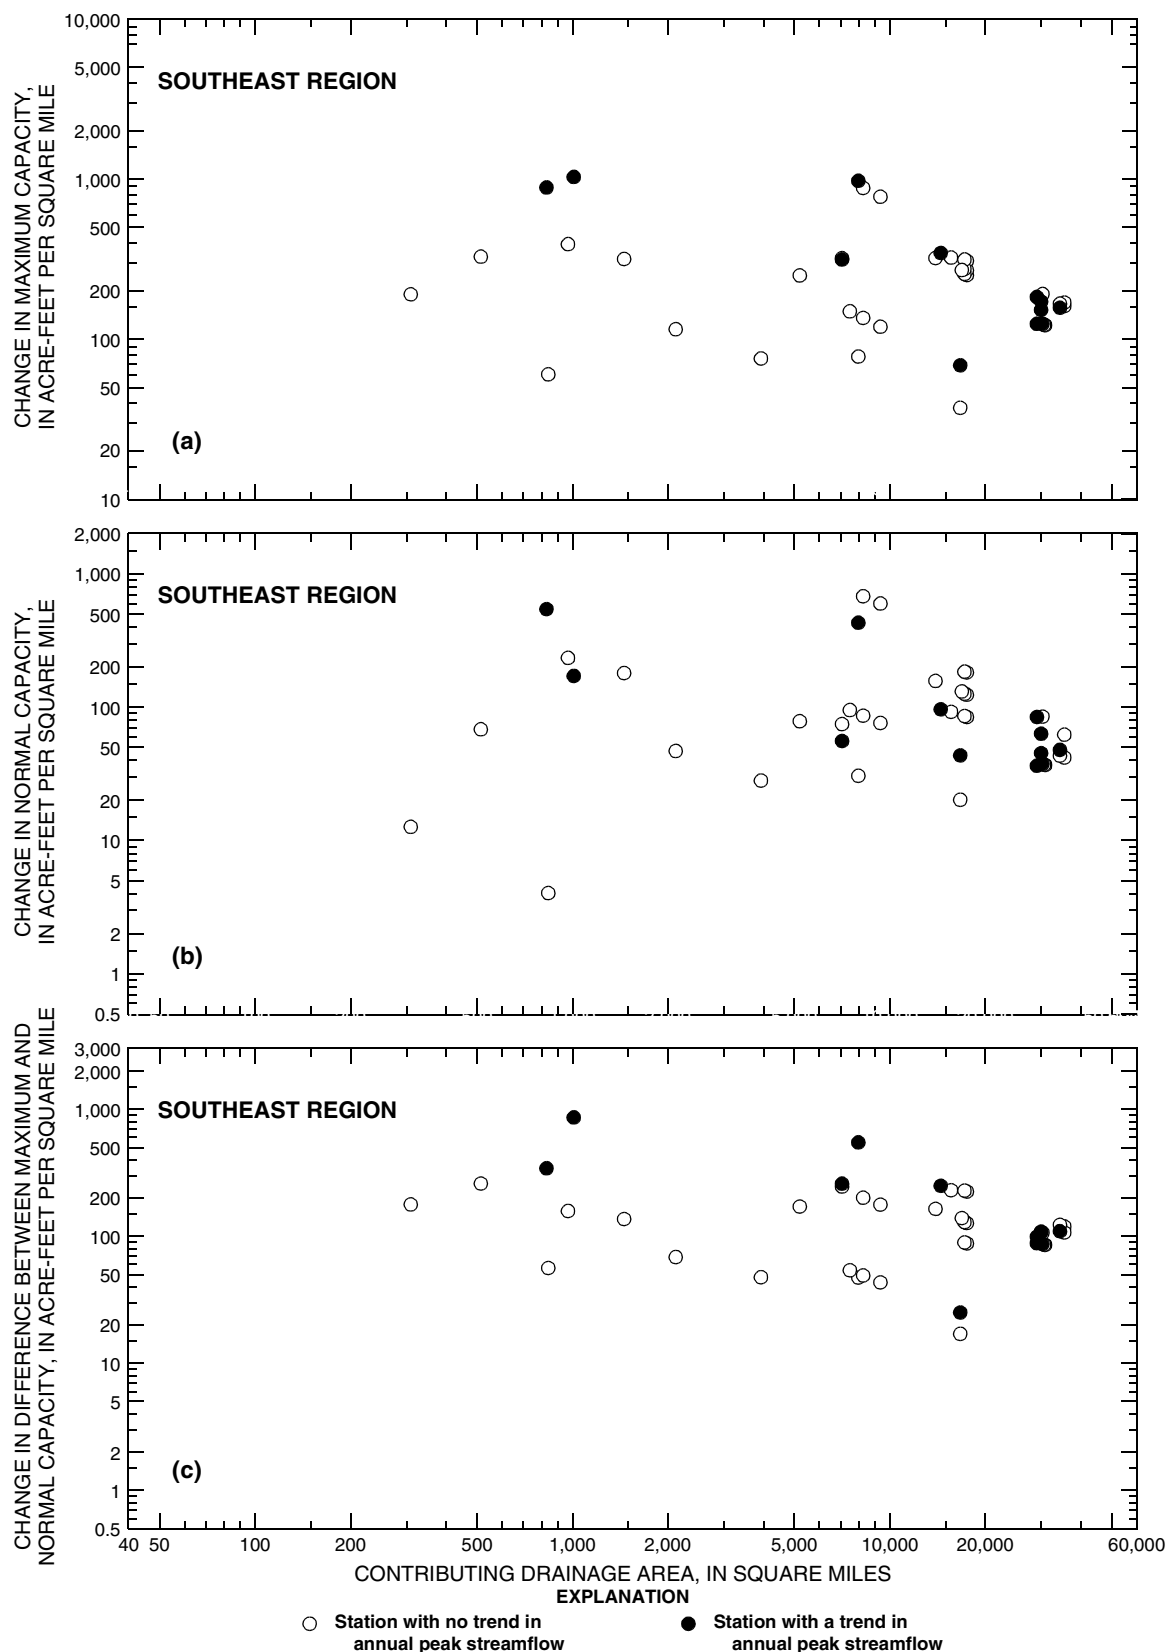 CHANGE IN MAXIMUM CAPACITY,
IN ACRE-FEET PER SQUARE MILE
10,000
5,000
2,000
1,000
500
200
100
50
20
10
SOUTHEAST REGION
(a)
CHANGE IN NORMAL CAPACITY,
IN ACRE-FEET PER SQUARE MILE
2,000
1,000
500
200
100
50
20
10
5
2
1
0.5
SOUTHEAST REGION
(b)
CHANGE IN DIFFERENCE BETWEEN MAXIMUM AND
NORMAL CAPACITY, IN ACRE-FEET PER SQUARE MILE
3,000
2,000
1,000
500
200
100
50
20
10
5
2
1
0.5
SOUTHEAST REGION
(c)
40 50 100 200 500 1,000 2,000 5,000 10,000 20,000 60,000
CONTRIBUTING DRAINAGE AREA, IN SQUARE MILES
EXPLANATION
Station with no trend in
annual peak streamflow
Station with a trend in
annual peak streamflow